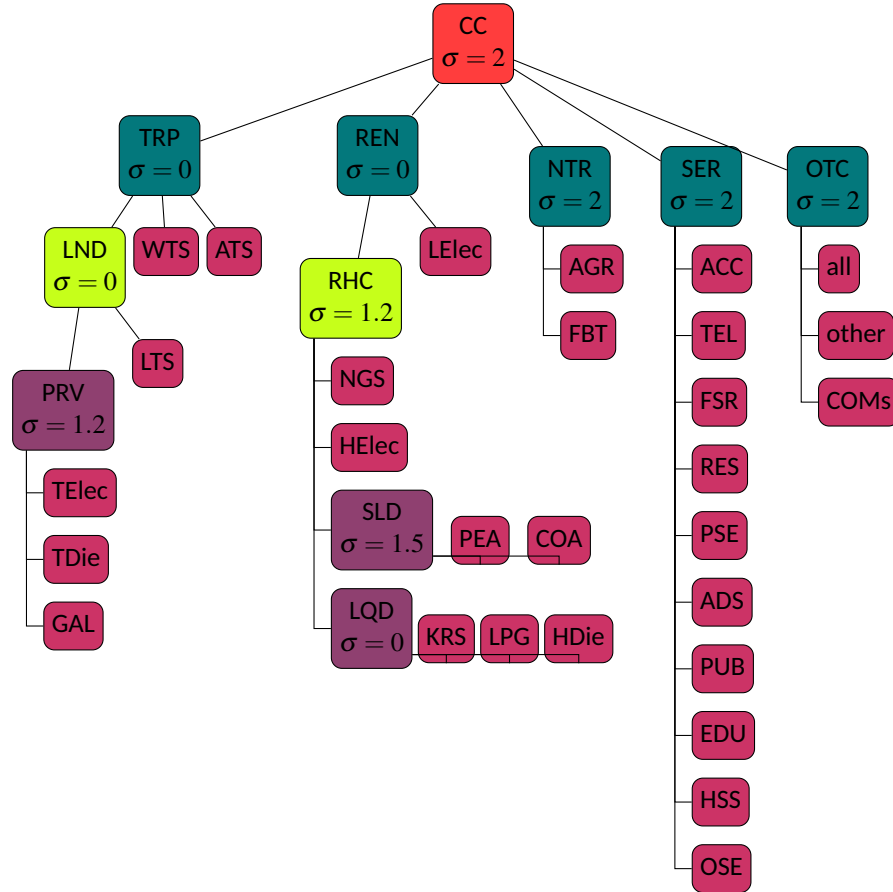 CC
σ = 2
TRP
σ = 0
REN
σ = 0
NTR
σ = 2
SER
σ = 2
OTC
σ = 2
LND
σ = 0
WTS
ATS
LElec
RHC
σ = 1.2
AGR
ACC
all
LTS
FBT
TEL
other
PRV
σ = 1.2
NGS
FSR
COMs
HElec
RES
TElec
SLD
σ = 1.5
PEA
COA
PSE
TDie
ADS
LQD
σ = 0
KRS
LPG
HDie
GAL
PUB
EDU
HSS
OSE